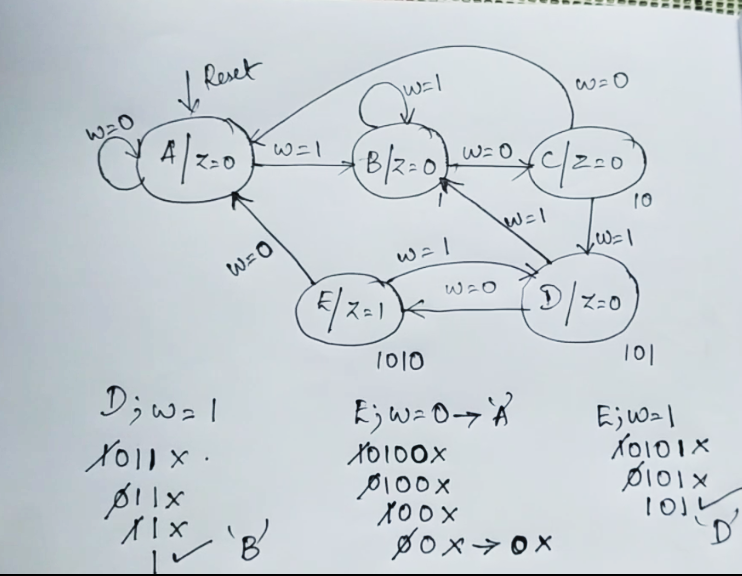 Reset
w=0
w=1
w=0
A/z=0
w=1
B/z=0
w=0
C/z=0
1
10
w=0
w=1
w=1
w=1
w=0
E/z=1
D/z=0
1010
101
D; w=1
1011x.
011x
11x
1✓ 'B'
E; w=0→'A'
10100x
0100x
100x
00x→0x
E; w=1
10101x
0101x
101✓
'D'